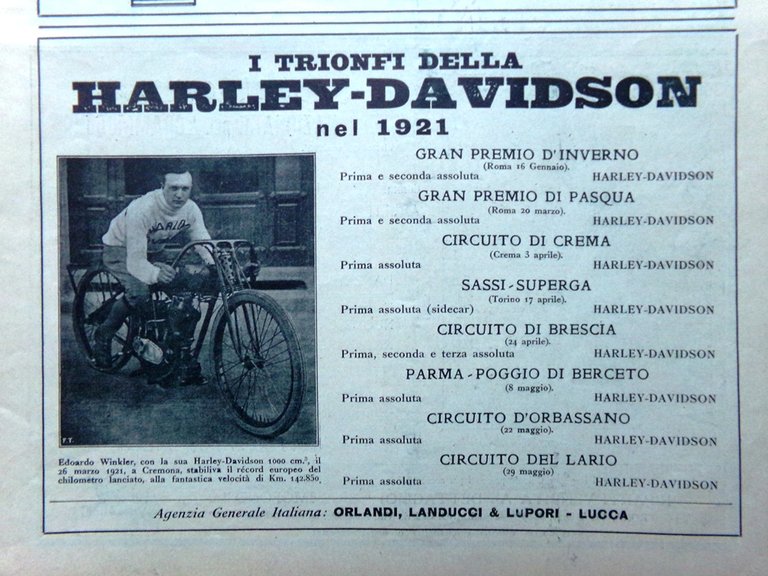 I TRIONFI DELLA
HARLEY-DAVIDSON
nel 1921
GRAN PREMIO D'INVERNO
(Roma 16 Gennaio).
Prima e seconda assoluta HARLEY-DAVIDSON
GRAN PREMIO DI PASQUA
(Roma 20 marzo).
Prima e seconda assoluta HARLEY-DAVIDSON
CIRCUITO DI CREMA
(Crema 3 aprile).
Prima assoluta HARLEY-DAVIDSON
SASSI-SUPERGA
(Torino 17 aprile).
Prima assoluta (sidecar) HARLEY-DAVIDSON
CIRCUITO DI BRESCIA
(24 aprile).
Prima, seconda e terza assoluta HARLEY-DAVIDSON
PARMA-POGGIO DI BERCETO
(8 maggio).
Prima assoluta HARLEY-DAVIDSON
CIRCUITO D'ORBASSANO
(22 maggio).
Prima assoluta HARLEY-DAVIDSON
CIRCUITO DEL LARIO
(29 maggio)
Prima assoluta HARLEY-DAVIDSON
F.T.
Edoardo Winkler, con la sua Harley-Davidson 1000 cm.³, il
26 marzo 1921, a Cremona, stabiliva il récord europeo del
chilometro lanciato, alla fantastica velocità di Km. 142.850.
Agenzia Generale Italiana: ORLANDI, LANDUCCI & LUPORI - LUCCA